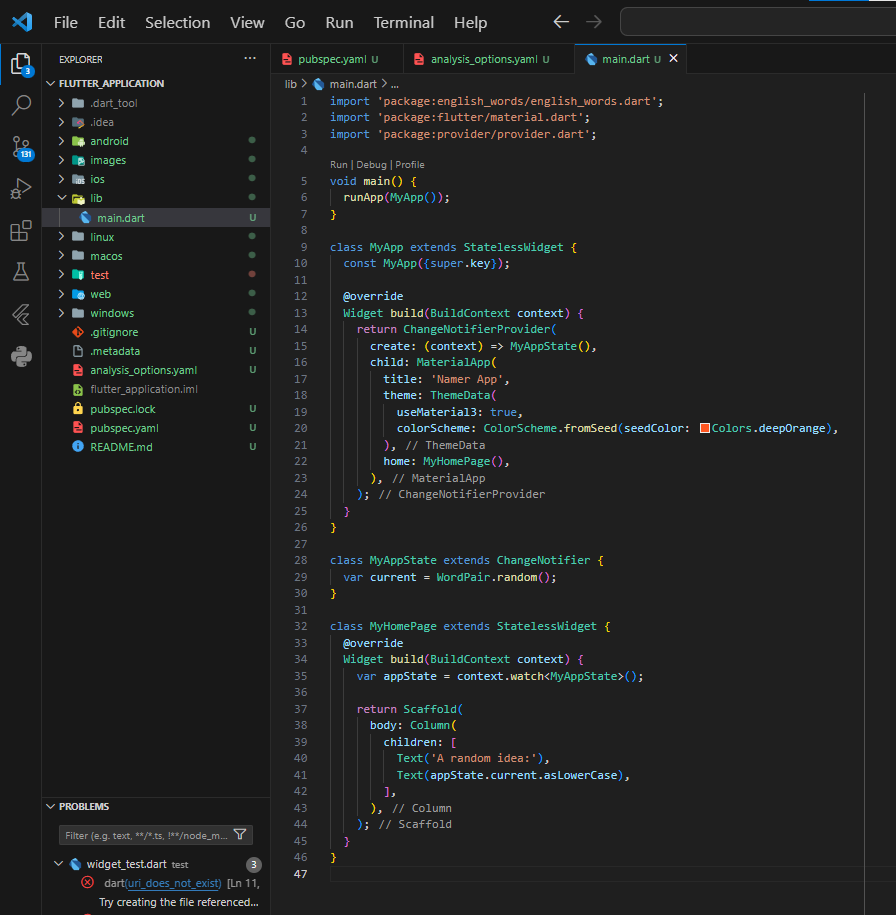 File Edit Selection View Go Run Terminal Help
EXPLORER
FLUTTER_APPLICATION
.dart_tool
.idea
android
images
ios
lib
main.dart U
linux
macos
test
web
windows
.gitignore U
.metadata U
analysis_options.yaml U
flutter_application.iml
pubspec.lock U
pubspec.yaml U
README.md U
3
131
PROBLEMS
Filter (e.g. text, **/*.ts, !**/node_m...
widget_test.dart test 3
dart(uri_does_not_exist) [Ln 11,
Try creating the file referenced...
pubspec.yaml U analysis_options.yaml U main.dart U
lib > main.dart > ...
1 import 'package:english_words/english_words.dart';
2 import 'package:flutter/material.dart';
3 import 'package:provider/provider.dart';
4
Run | Debug | Profile
5 void main() {
6 runApp(MyApp());
7 }
8
9 class MyApp extends StatelessWidget {
10 const MyApp({super.key});
11
12 @override
13 Widget build(BuildContext context) {
14 return ChangeNotifierProvider(
15 create: (context) => MyAppState(),
16 child: MaterialApp(
17 title: 'Namer App',
18 theme: ThemeData(
19 useMaterial3: true,
20 colorScheme: ColorScheme.fromSeed(seedColor: Colors.deepOrange),
21 ), // ThemeData
22 home: MyHomePage(),
23 ), // MaterialApp
24 ); // ChangeNotifierProvider
25 }
26 }
27
28 class MyAppState extends ChangeNotifier {
29 var current = WordPair.random();
30 }
31
32 class MyHomePage extends StatelessWidget {
33 @override
34 Widget build(BuildContext context) {
35 var appState = context.watch<MyAppState>();
36
37 return Scaffold(
38 body: Column(
39 children: [
40 Text('A random idea:'),
41 Text(appState.current.asLowerCase),
42 ],
43 ), // Column
44 ); // Scaffold
45 }
46 }
47